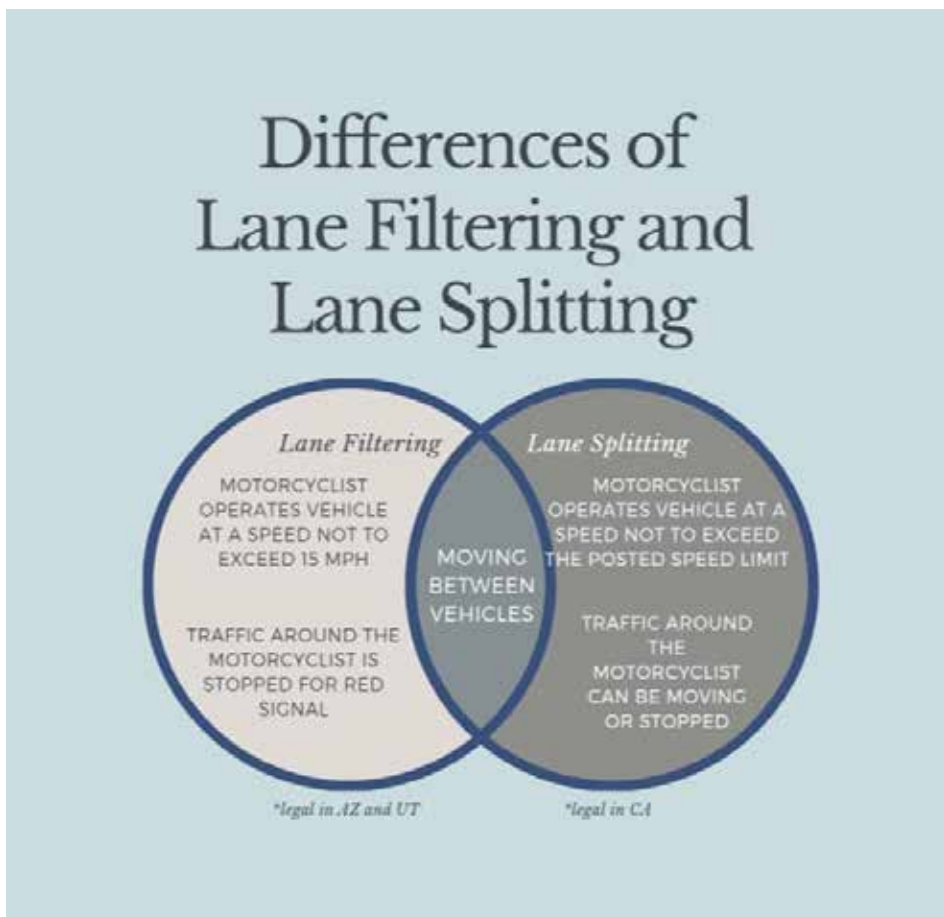 Differences of
Lane Filtering and
Lane Splitting
Lane Filtering
MOTORCYCLIST
OPERATES VEHICLE
AT A SPEED NOT TO
EXCEED 15 MPH
TRAFFIC AROUND THE
MOTORCYCLIST IS
STOPPED FOR RED
SIGNAL
MOVING
BETWEEN
VEHICLES
Lane Splitting
MOTORCYCLIST
OPERATES VEHICLE AT A
SPEED NOT TO EXCEED
THE POSTED SPEED LIMIT
TRAFFIC AROUND
THE
MOTORCYCLIST
CAN BE MOVING
OR STOPPED
*legal in AZ and UT
*legal in CA